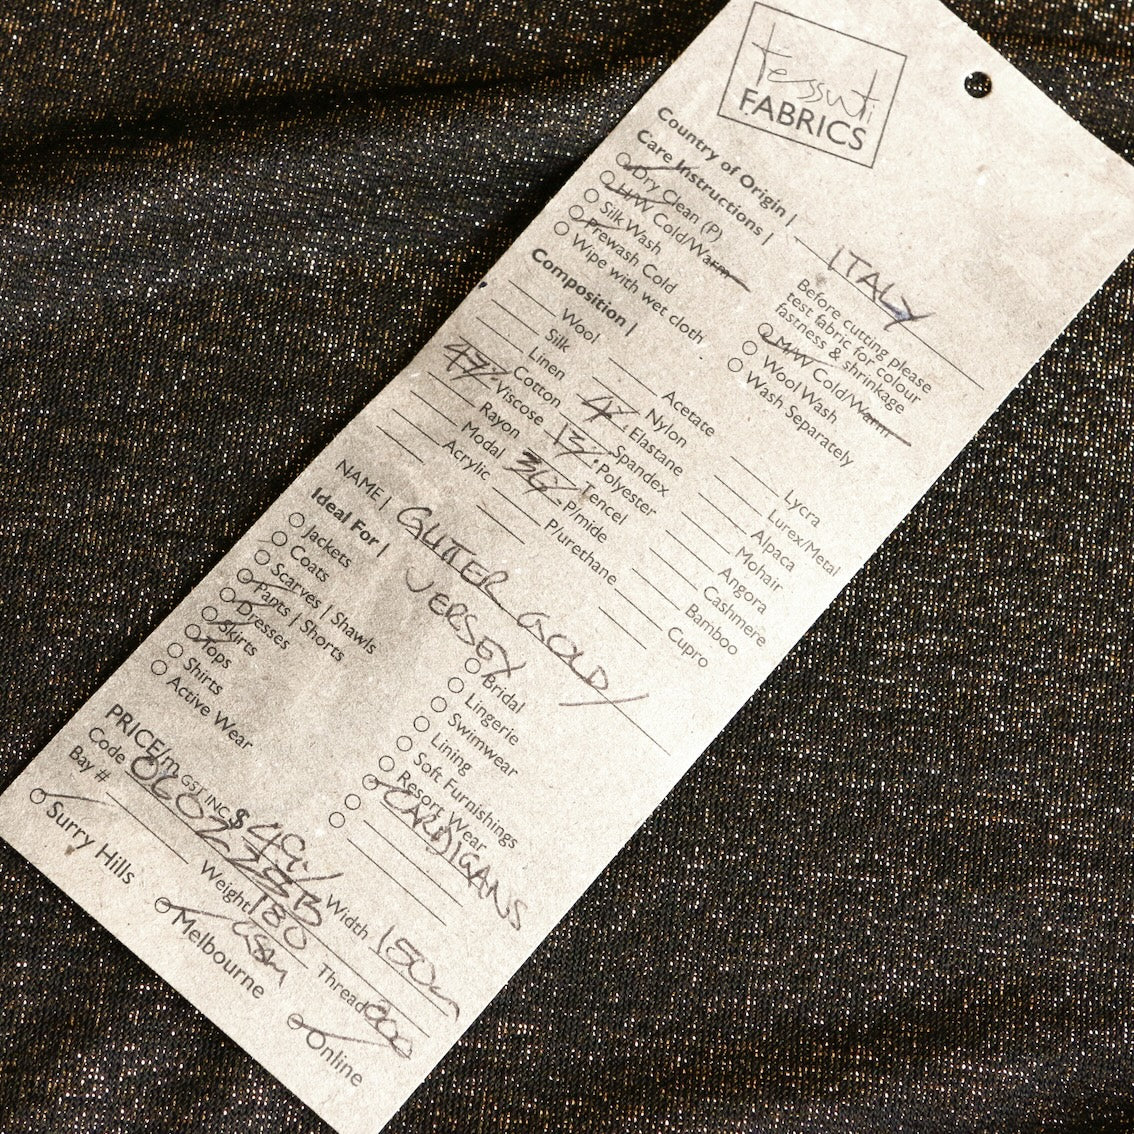 tessuti
FABRICS
Country of Origin | ITALY
Care Instructions |
Dry Clean (P)
H/W Cold/Warm
Silk Wash
Prewash Cold
Wipe with wet cloth
Before cutting please
test fabric for colour
fastness & shrinkage
M/W Cold/Warm
Wool Wash
Wash Separately
Composition |
Wool
Silk
Linen
Cotton
47% Viscose
Rayon
Modal
Acrylic
Acetate
Nylon
4% Elastane
Spandex
13% Polyester
Tencel
36% P/mide
P/urethane
Lycra
Lurex/Metal
Alpaca
Mohair
Angora
Cashmere
Bamboo
Cupro
NAME | GLITTER GOLD/
JERSEY
Ideal For |
Jackets
Coats
Scarves | Shawls
Pants | Shorts
Dresses
Skirts
Tops
Shirts
Active Wear
Bridal
Lingerie
Swimwear
Lining
Soft Furnishings
Resort Wear
CARDIGANS
PRICE/m GST INC $49/ Width 150cm
Code 060228B Thread 800
Bay # Weight 180 GSM
Surry Hills
Melbourne
Online